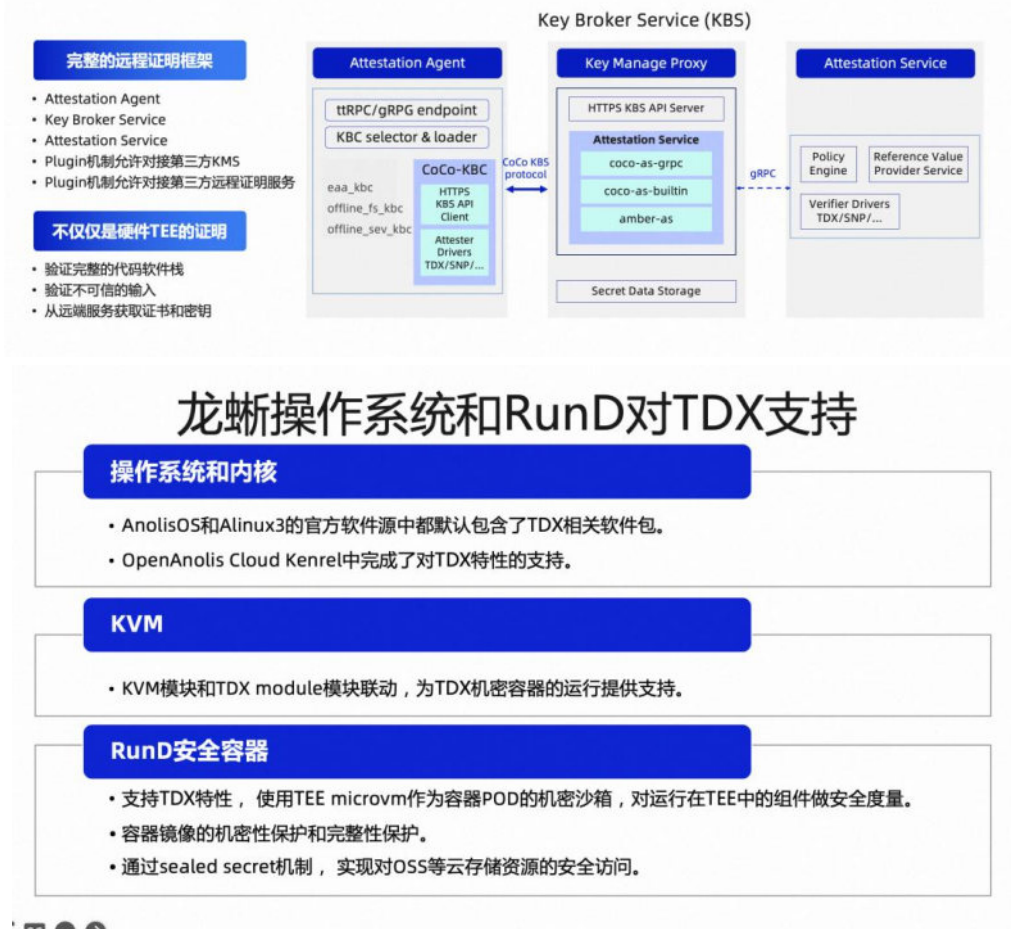 Key Broker Service (KBS)
完整的远程证明框架
• Attestation Agent
• Key Broker Service
• Attestation Service
• Plugin机制允许对接第三方KMS
• Plugin机制允许对接第三方远程证明服务
不仅仅是硬件TEE的证明
• 验证完整的代码软件栈
• 验证不可信的输入
• 从远端服务获取证书和密钥
Attestation Agent
ttRPC/gRPG endpoint
KBC selector & loader
eaa_kbc
offline_fs_kbc
offline_sev_kbc
CoCo-KBC
HTTPS
KBS API
Client
Attester
Drivers
TDX/SNP/...
CoCo KBS
protocol
Key Manage Proxy
HTTPS KBS API Server
Attestation Service
coco-as-grpc
coco-as-builtin
amber-as
Secret Data Storage
gRPC
Attestation Service
Policy
Engine
Reference Value
Provider Service
Verifier Drivers
TDX/SNP/...
龙蜥操作系统和RunD对TDX支持
操作系统和内核
• AnolisOS和Alinux3的官方软件源中都默认包含了TDX相关软件包。
• OpenAnolis Cloud Kenrel中完成了对TDX特性的支持。
KVM
• KVM模块和TDX module模块联动，为TDX机密容器的运行提供支持。
RunD安全容器
• 支持TDX特性， 使用TEE microvm作为容器POD的机密沙箱，对运行在TEE中的组件做安全度量。
• 容器镜像的机密性保护和完整性保护。
• 通过sealed secret机制， 实现对OSS等云存储资源的安全访问。